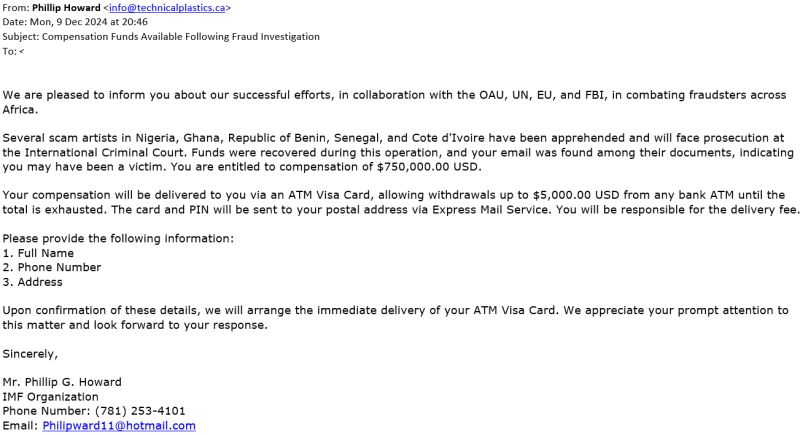 From: Phillip Howard <info@technicalplastics.ca>
Date: Mon, 9 Dec 2024 at 20:46
Subject: Compensation Funds Available Following Fraud Investigation
To: <
We are pleased to inform you about our successful efforts, in collaboration with the OAU, UN, EU, and FBI, in combating fraudsters across
Africa.
Several scam artists in Nigeria, Ghana, Republic of Benin, Senegal, and Cote d'Ivoire have been apprehended and will face prosecution at
the International Criminal Court. Funds were recovered during this operation, and your email was found among their documents, indicating
you may have been a victim. You are entitled to compensation of $750,000.00 USD.
Your compensation will be delivered to you via an ATM Visa Card, allowing withdrawals up to $5,000.00 USD from any bank ATM until the
total is exhausted. The card and PIN will be sent to your postal address via Express Mail Service. You will be responsible for the delivery fee.
Please provide the following information:
1. Full Name
2. Phone Number
3. Address
Upon confirmation of these details, we will arrange the immediate delivery of your ATM Visa Card. We appreciate your prompt attention to
this matter and look forward to your response.
Sincerely,
Mr. Phillip G. Howard
IMF Organization
Phone Number: (781) 253-4101
Email: Philipward11@hotmail.com